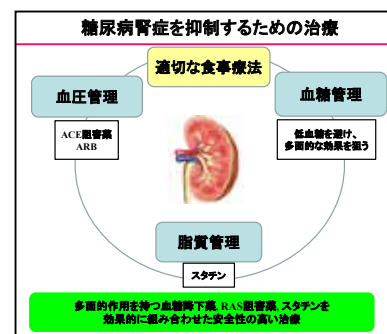 糖尿病腎症を抑制するための治療
適切な食事療法
血圧管理
血糖管理
ACE阻害薬
ARB
低血糖を避け、
多面的な効果を狙う
脂質管理
スタチン
多面的作用を持つ血糖降下薬, RAS阻害薬, スタチンを
効果的に組み合わせた安全性の高い治療